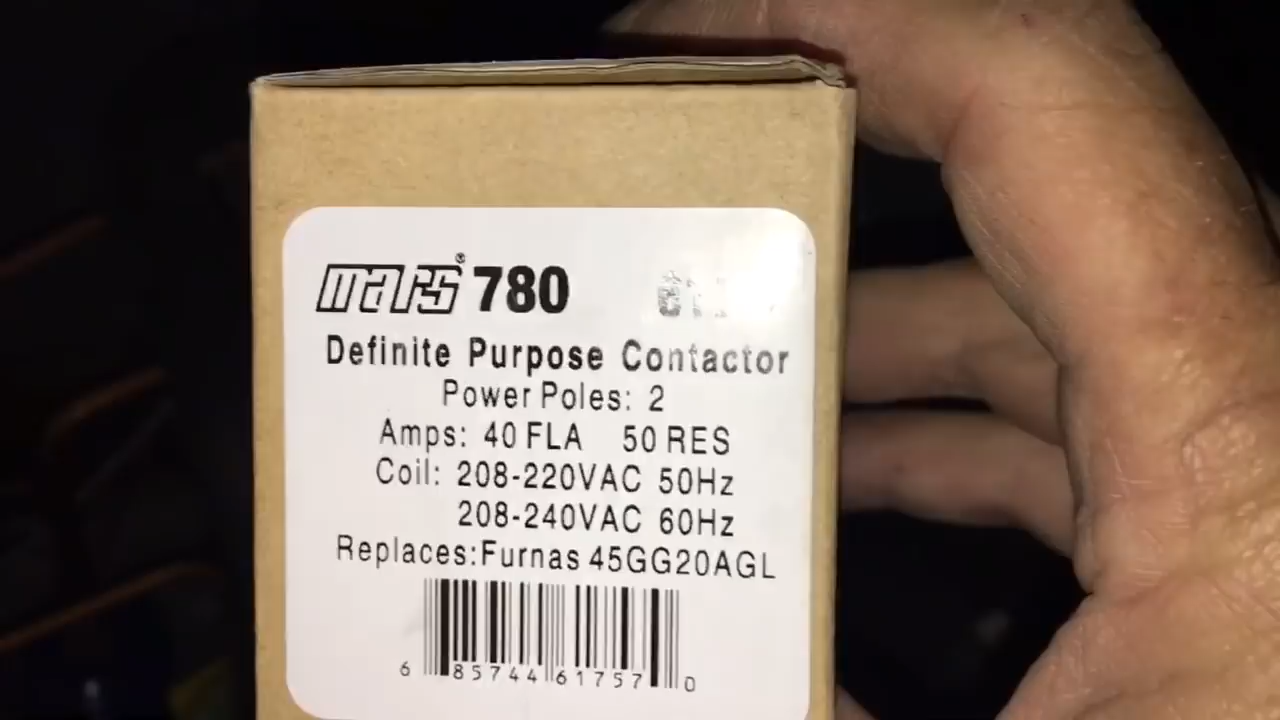 mars® 780
Definite Purpose Contactor
Power Poles: 2
Amps: 40 FLA 50 RES
Coil: 208-220VAC 50Hz
208-240VAC 60Hz
Replaces:Furnas 45GG20AGL
6 85744 61757 0